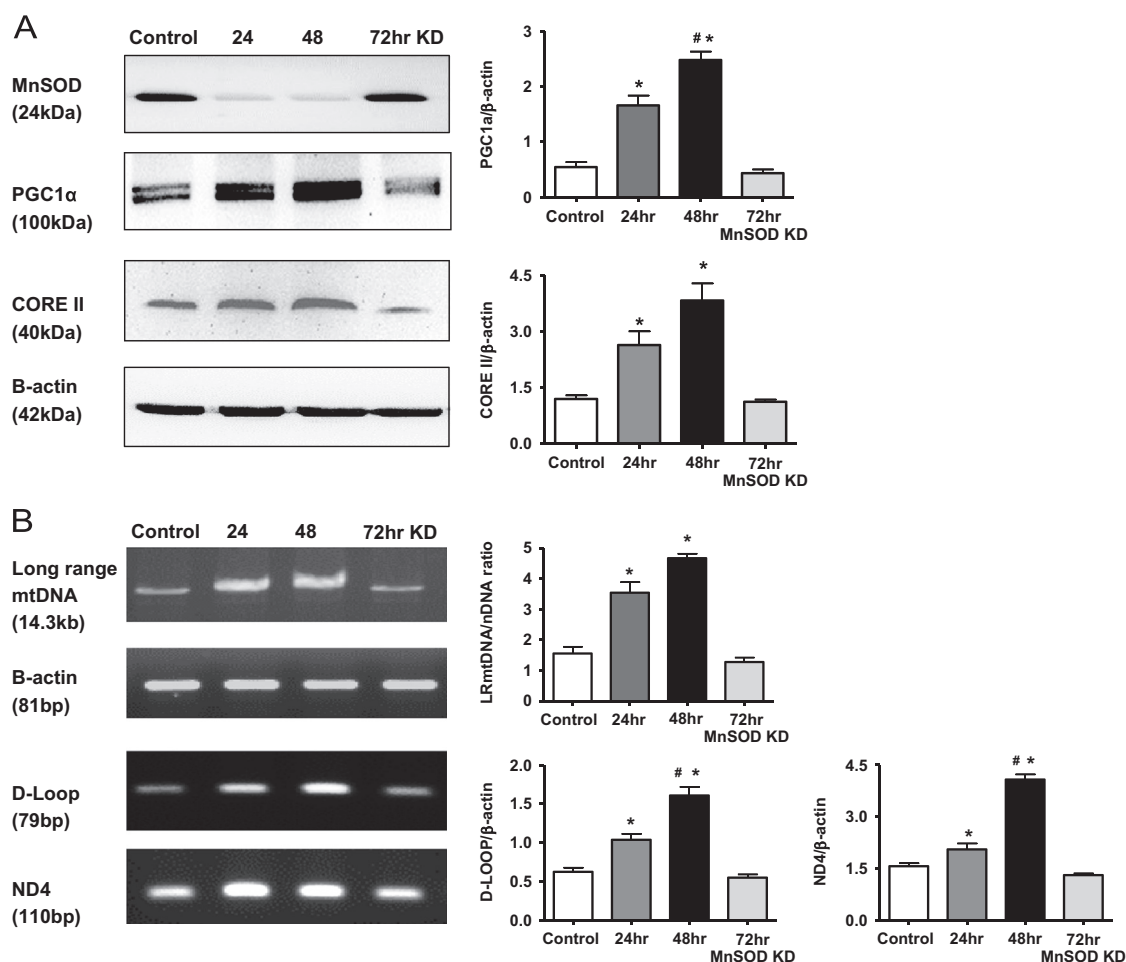 A
Control 24 48 72hr KD
MnSOD
(24kDa)
PGC1α
(100kDa)
CORE II
(40kDa)
B-actin
(42kDa)
PGC1a/β-actin
3
2
1
0
# *
*
Control 24hr 48hr 72hr
MnSOD KD
CORE II/β-actin
4.5
3.0
1.5
0.0
*
*
Control 24hr 48hr 72hr
MnSOD KD
B
Control 24 48 72hr KD
Long range
mtDNA
(14.3kb)
B-actin
(81bp)
D-Loop
(79bp)
ND4
(110bp)
LRmtDNA/nDNA ratio
5
4
3
2
1
0
*
*
Control 24hr 48hr 72hr
MnSOD KD
D-LOOP/β-actin
2.0
1.5
1.0
0.5
0.0
# *
*
Control 24hr 48hr 72hr
MnSOD KD
ND4/β-actin
4.5
3.0
1.5
0.0
# *
*
Control 24hr 48hr 72hr
MnSOD KD